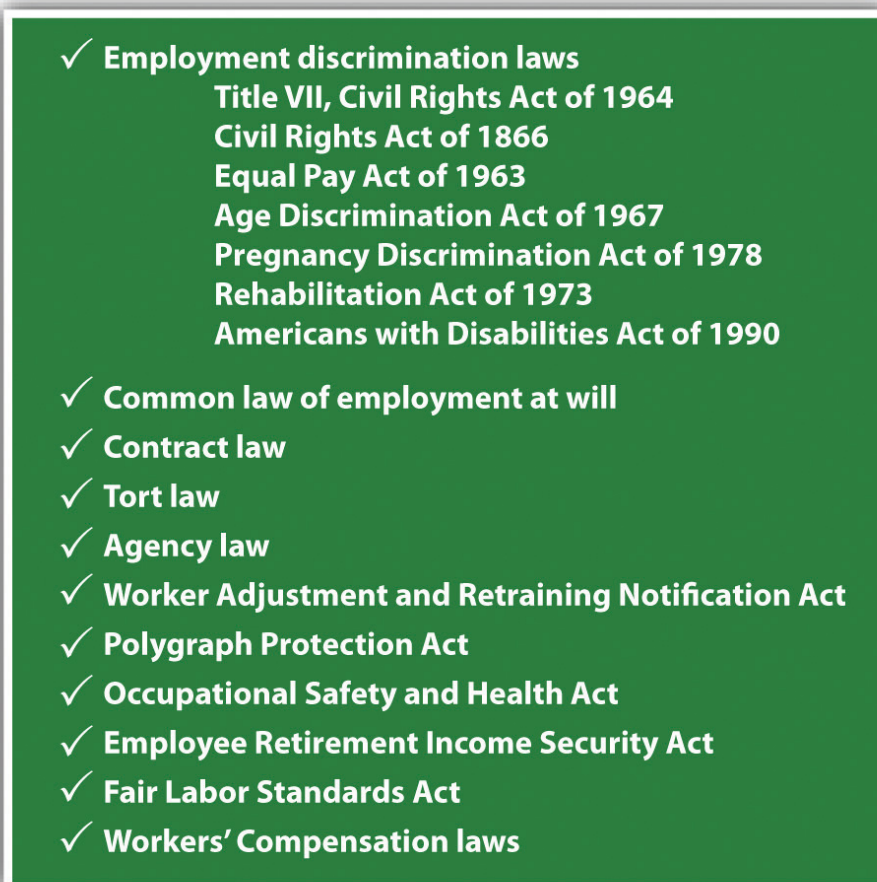 ✓ Employment discrimination laws
Title VII, Civil Rights Act of 1964
Civil Rights Act of 1866
Equal Pay Act of 1963
Age Discrimination Act of 1967
Pregnancy Discrimination Act of 1978
Rehabilitation Act of 1973
Americans with Disabilities Act of 1990
✓ Common law of employment at will
✓ Contract law
✓ Tort law
✓ Agency law
✓ Worker Adjustment and Retraining Notification Act
✓ Polygraph Protection Act
✓ Occupational Safety and Health Act
✓ Employee Retirement Income Security Act
✓ Fair Labor Standards Act
✓ Workers’ Compensation laws